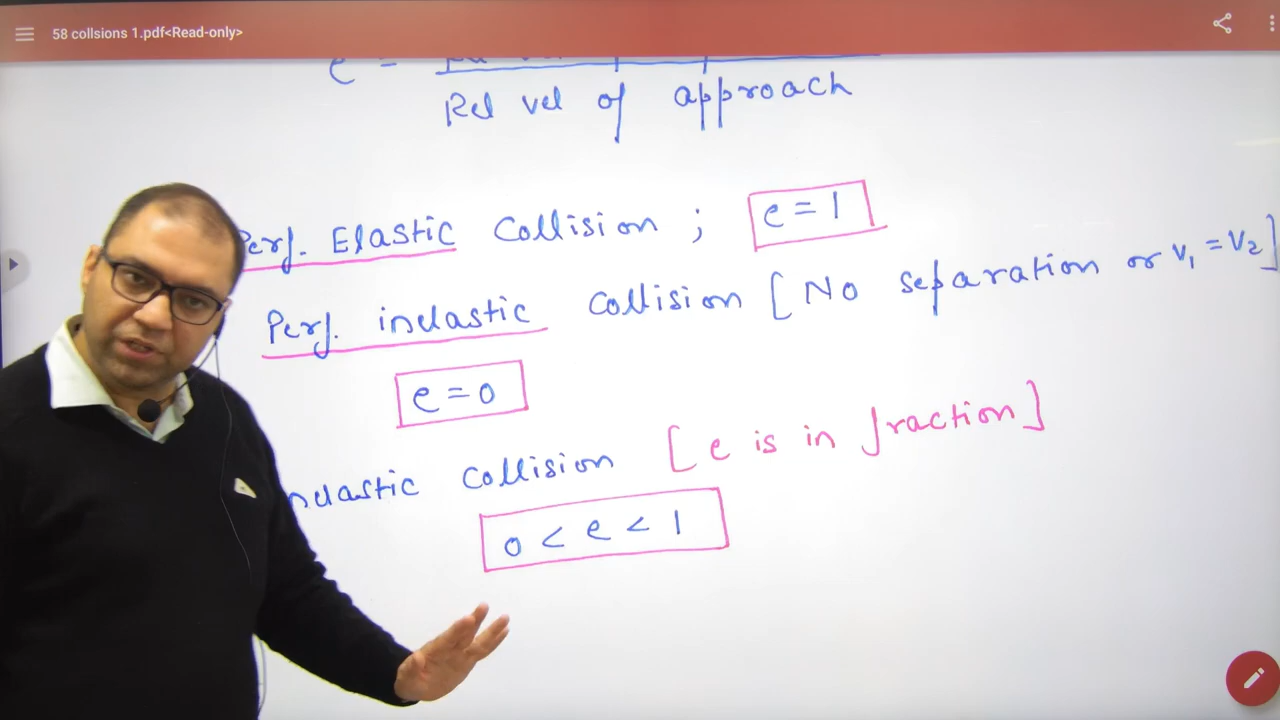 58 collsions 1.pdf<Read-only>
e =
Rel vel of approach
Perf. Elastic Collision ; e = 1
Perf. inelastic Collision [No separation or v₁ = v₂]
e = 0
nelastic Collision [e is in fraction]
0 < e < 1